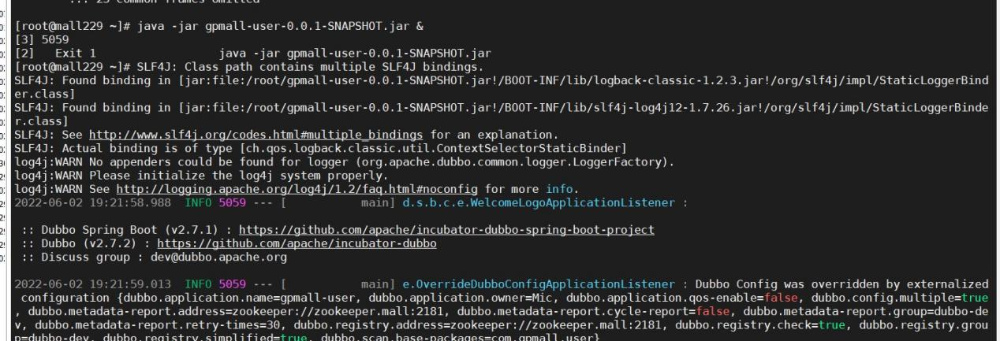 ... 25 common frames omitted
[root@mall229 ~]# java -jar gpmall-user-0.0.1-SNAPSHOT.jar &
[3] 5059
[2]   Exit 1                  java -jar gpmall-user-0.0.1-SNAPSHOT.jar
[root@mall229 ~]# SLF4J: Class path contains multiple SLF4J bindings.
SLF4J: Found binding in [jar:file:/root/gpmall-user-0.0.1-SNAPSHOT.jar!/BOOT-INF/lib/logback-classic-1.2.3.jar!/org/slf4j/impl/StaticLoggerBind
er.class]
SLF4J: Found binding in [jar:file:/root/gpmall-user-0.0.1-SNAPSHOT.jar!/BOOT-INF/lib/slf4j-log4j12-1.7.26.jar!/org/slf4j/impl/StaticLoggerBinde
r.class]
SLF4J: See http://www.slf4j.org/codes.html#multiple_bindings for an explanation.
SLF4J: Actual binding is of type [ch.qos.logback.classic.util.ContextSelectorStaticBinder]
log4j:WARN No appenders could be found for logger (org.apache.dubbo.common.logger.LoggerFactory).
log4j:WARN Please initialize the log4j system properly.
log4j:WARN See http://logging.apache.org/log4j/1.2/faq.html#noconfig for more info.
2022-06-02 19:21:58.988  INFO 5059 --- [           main] d.s.b.c.e.WelcomeLogoApplicationListener :
:: Dubbo Spring Boot (v2.7.1) : https://github.com/apache/incubator-dubbo-spring-boot-project
:: Dubbo (v2.7.2) : https://github.com/apache/incubator-dubbo
:: Discuss group : dev@dubbo.apache.org
2022-06-02 19:21:59.013  INFO 5059 --- [           main] e.OverrideDubboConfigApplicationListener : Dubbo Config was overridden by externalized
configuration {dubbo.application.name=gpmall-user, dubbo.application.owner=Mic, dubbo.application.qos-enable=false, dubbo.config.multiple=true
, dubbo.metadata-report.address=zookeeper://zookeeper.mall:2181, dubbo.metadata-report.cycle-report=false, dubbo.metadata-report.group=dubbo-de
v, dubbo.metadata-report.retry-times=30, dubbo.registry.address=zookeeper://zookeeper.mall:2181, dubbo.registry.check=true, dubbo.registry.grou
p=dubbo-dev, dubbo.registry.simplified=true, dubbo.scan.base-packages=com.gpmall.user}